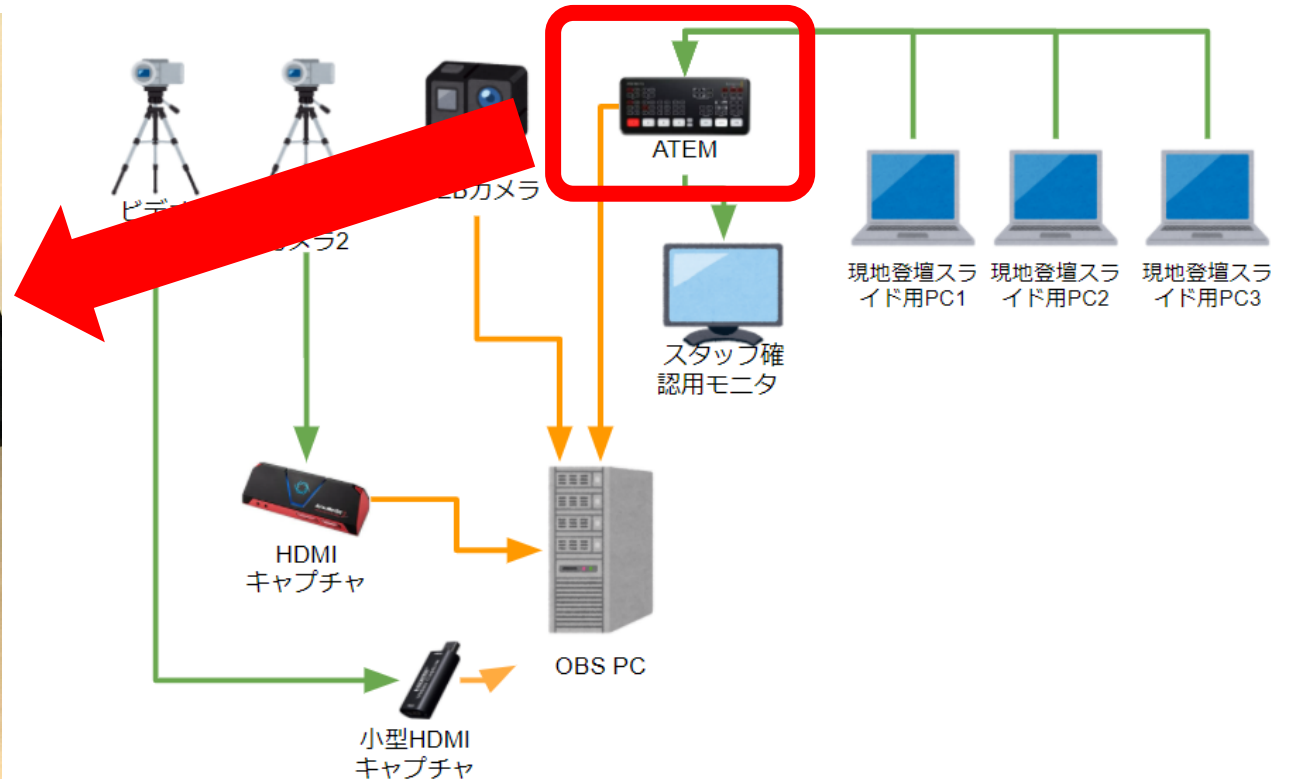 ATEM
ビデオ
カメラ2
Bカメラ
現地登壇スラ
イド用PC1
現地登壇スラ
イド用PC2
現地登壇スラ
イド用PC3
スタッフ確
認用モニタ
HDMI
キャプチャ
OBS PC
小型HDMI
キャプチャ